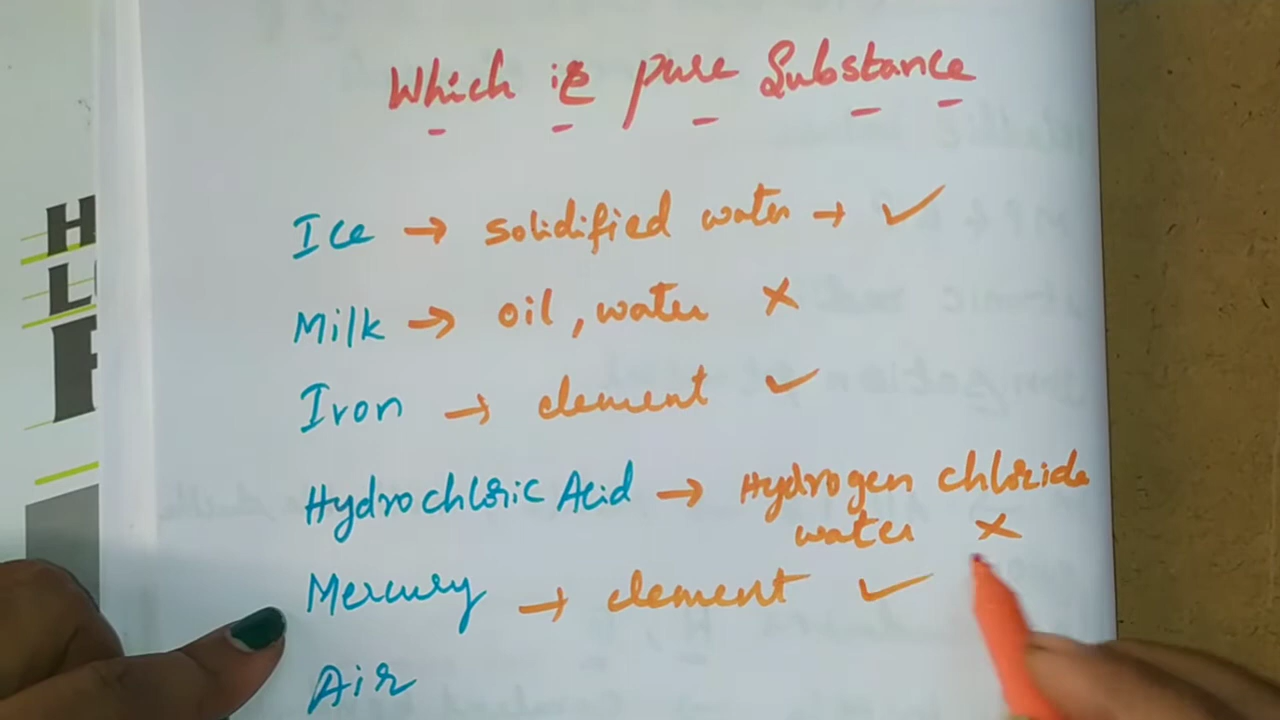 Which is pure Substance
Ice → solidified water → ✓
Milk → oil, water ✗
Iron → element ✓
Hydrochloric Acid → Hydrogen chloride
water ✗
Mercury → element ✓
Air